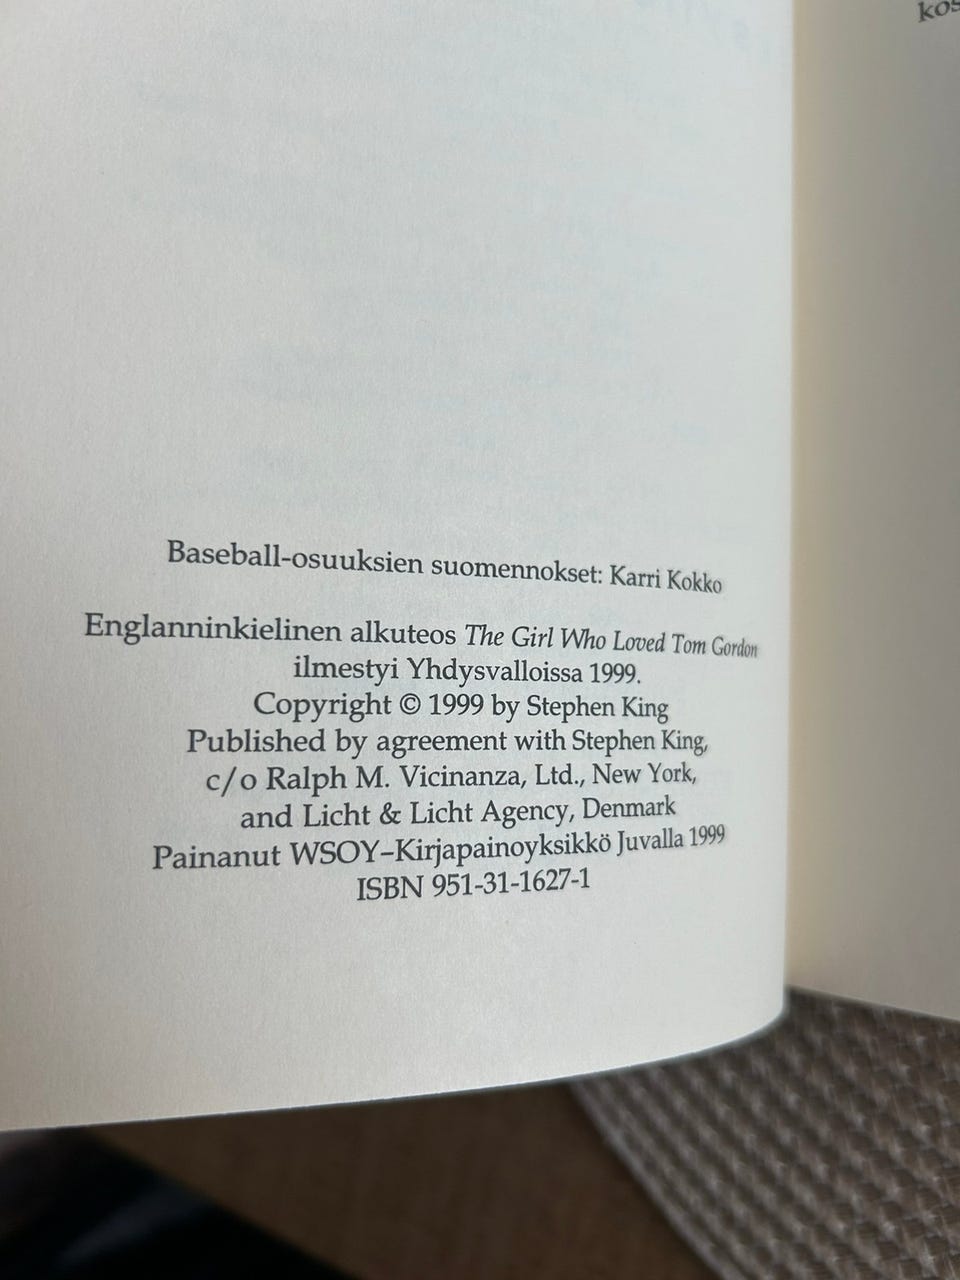 kos
Baseball-osuuksien suomennokset: Karri Kokko
Englanninkielinen alkuteos The Girl Who Loved Tom Gordon
ilmestyi Yhdysvalloissa 1999.
Copyright © 1999 by Stephen King
Published by agreement with Stephen King,
c/o Ralph M. Vicinanza, Ltd., New York,
and Licht & Licht Agency, Denmark
Painanut WSOY–Kirjapainoyksikkö Juvalla 1999
ISBN 951-31-1627-1